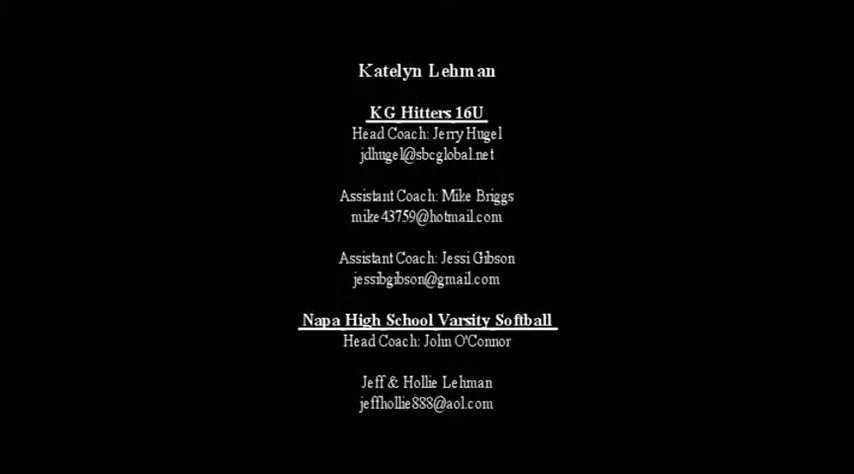 Katelyn Lehman
KG Hitters 16U
Head Coach: Jerry Hugel
jdhugel@sbcglobal.net
Assistant Coach: Mike Briggs
mike43759@hotmail.com
Assistant Coach: Jessi Gibson
jessibgibson@gmail.com
Napa High School Varsity Softball
Head Coach: John O'Connor
Jeff & Hollie Lehman
jeffhollie888@aol.com